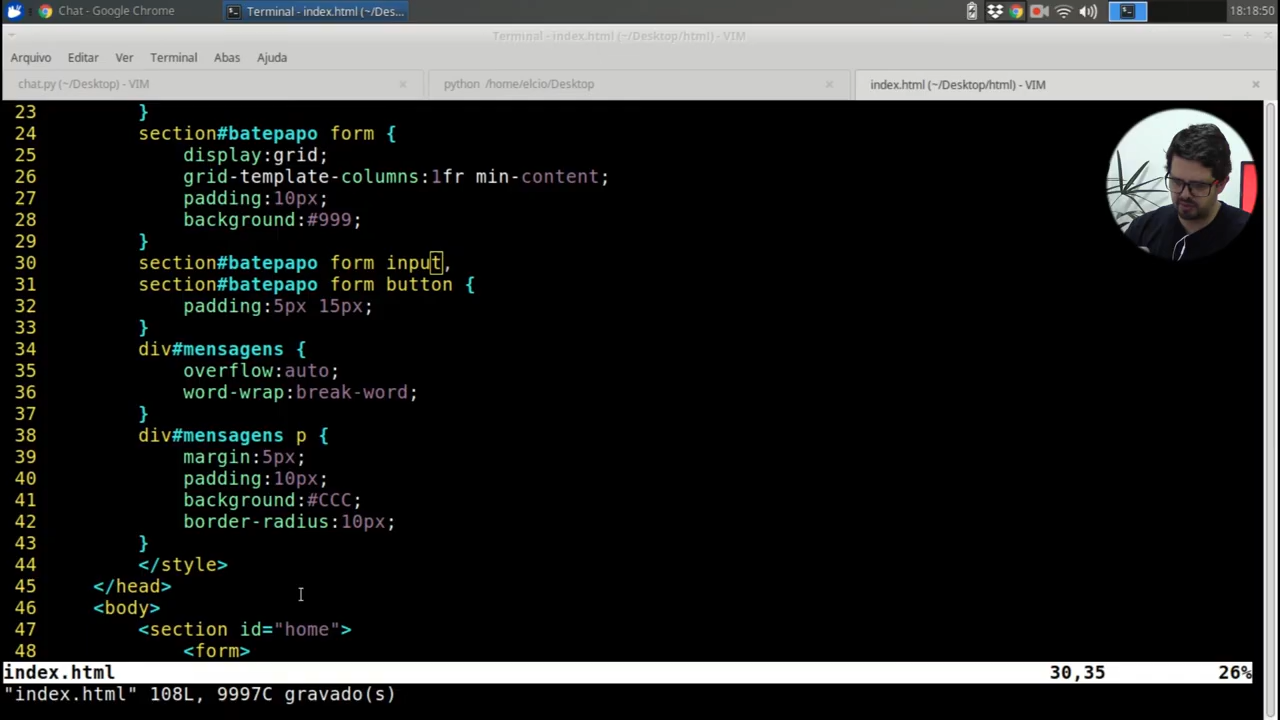 Chat - Google Chrome
Terminal - index.html (~/Des...
18:18:50
Terminal - index.html (~/Desktop/html) - VIM
Arquivo Editar Ver Terminal Abas Ajuda
chat.py (~/Desktop) - VIM
python /home/elcio/Desktop
index.html (~/Desktop/html) - VIM
23 }
24 section#batepapo form {
25 display:grid;
26 grid-template-columns:1fr min-content;
27 padding:10px;
28 background:#999;
29 }
30 section#batepapo form input,
31 section#batepapo form button {
32 padding:5px 15px;
33 }
34 div#mensagens {
35 overflow:auto;
36 word-wrap:break-word;
37 }
38 div#mensagens p {
39 margin:5px;
40 padding:10px;
41 background:#CCC;
42 border-radius:10px;
43 }
44 </style>
45 </head>
46 <body>
47 <section id="home">
48 <form>
index.html 30,35 26%
"index.html" 108L, 9997C gravado(s)